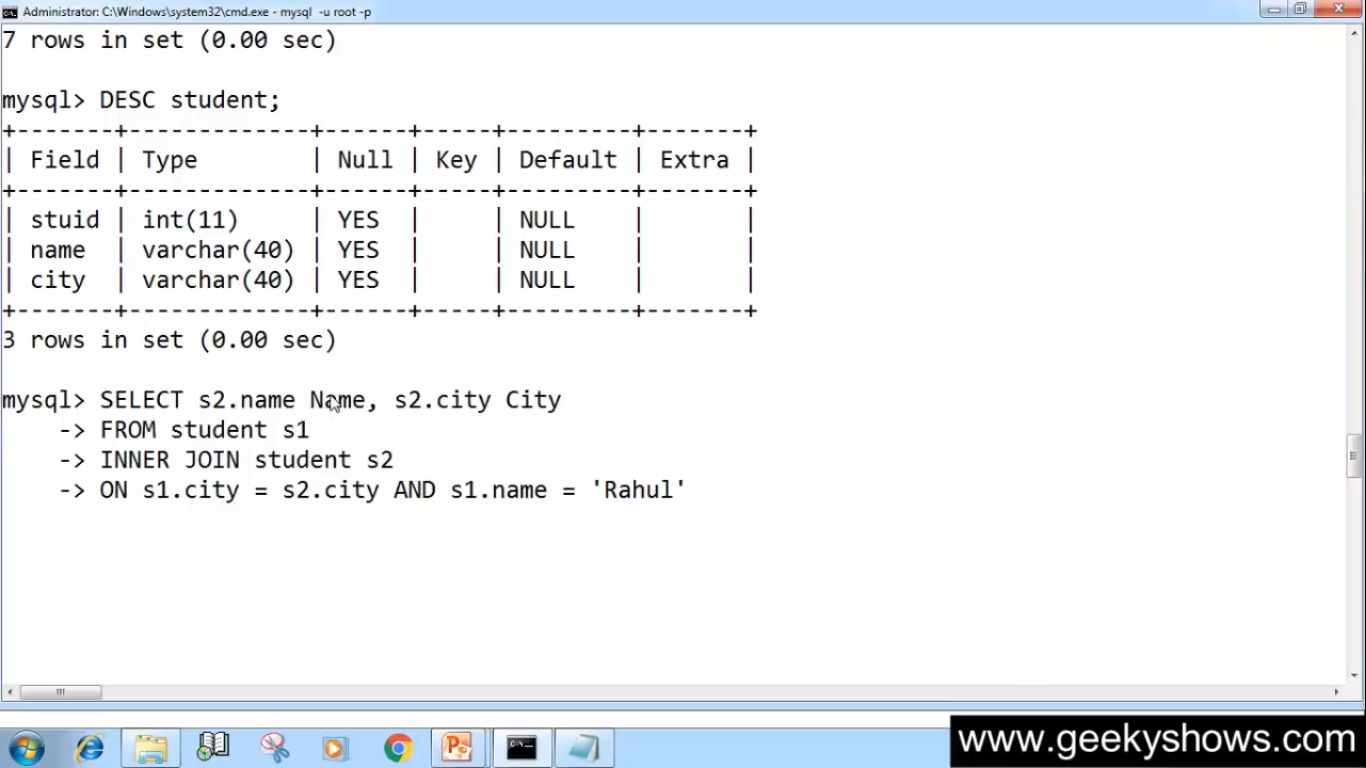 Administrator: C:\Windows\system32\cmd.exe - mysql -u root -p
7 rows in set (0.00 sec)
mysql> DESC student;
+-------+-------------+------+-----+---------+-------+
| Field | Type        | Null | Key | Default | Extra |
+-------+-------------+------+-----+---------+-------+
| stuid | int(11)     | YES  |     | NULL    |       |
| name  | varchar(40) | YES  |     | NULL    |       |
| city  | varchar(40) | YES  |     | NULL    |       |
+-------+-------------+------+-----+---------+-------+
3 rows in set (0.00 sec)
mysql> SELECT s2.name Name, s2.city City
    -> FROM student s1
    -> INNER JOIN student s2
    -> ON s1.city = s2.city AND s1.name = 'Rahul'
www.geekyshows.com